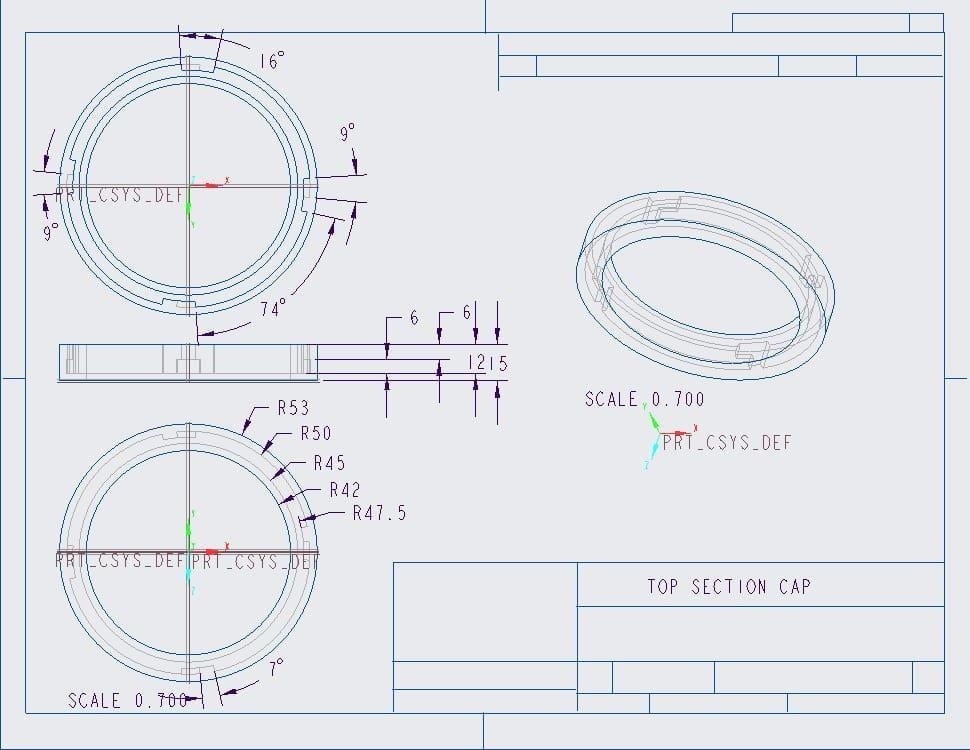 16°
9°
X
PRT_CSYS_DEF
Z
Y
9°
74°
6
6
12
15
R53
R50
R45
R42
R47.5
SCALE 0.700
Y
X
PRT_CSYS_DEF
Z
Y
X
Z
PRT_CSYS_DEF PRT_CSYS_DEF
Z
7°
SCALE 0.700
TOP SECTION CAP